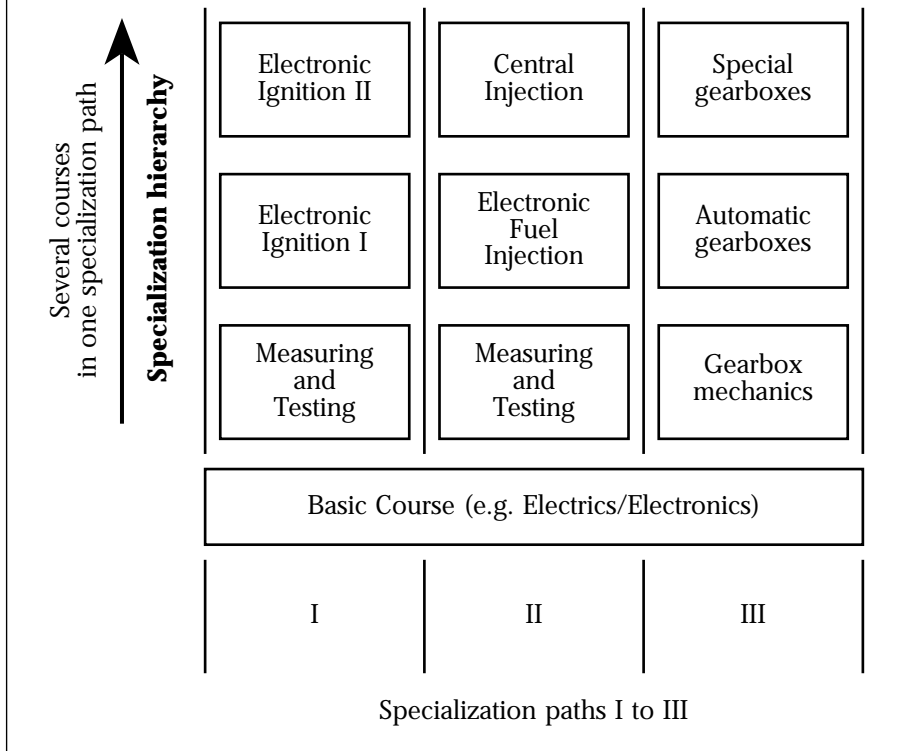 Several courses
in one specialization path
Specialization hierarchy
Electronic
Ignition II
Central
Injection
Special
gearboxes
Electronic
Ignition I
Electronic
Fuel
Injection
Automatic
gearboxes
Measuring
and
Testing
Measuring
and
Testing
Gearbox
mechanics
Basic Course (e.g. Electrics/Electronics)
I
II
III
Specialization paths I to III